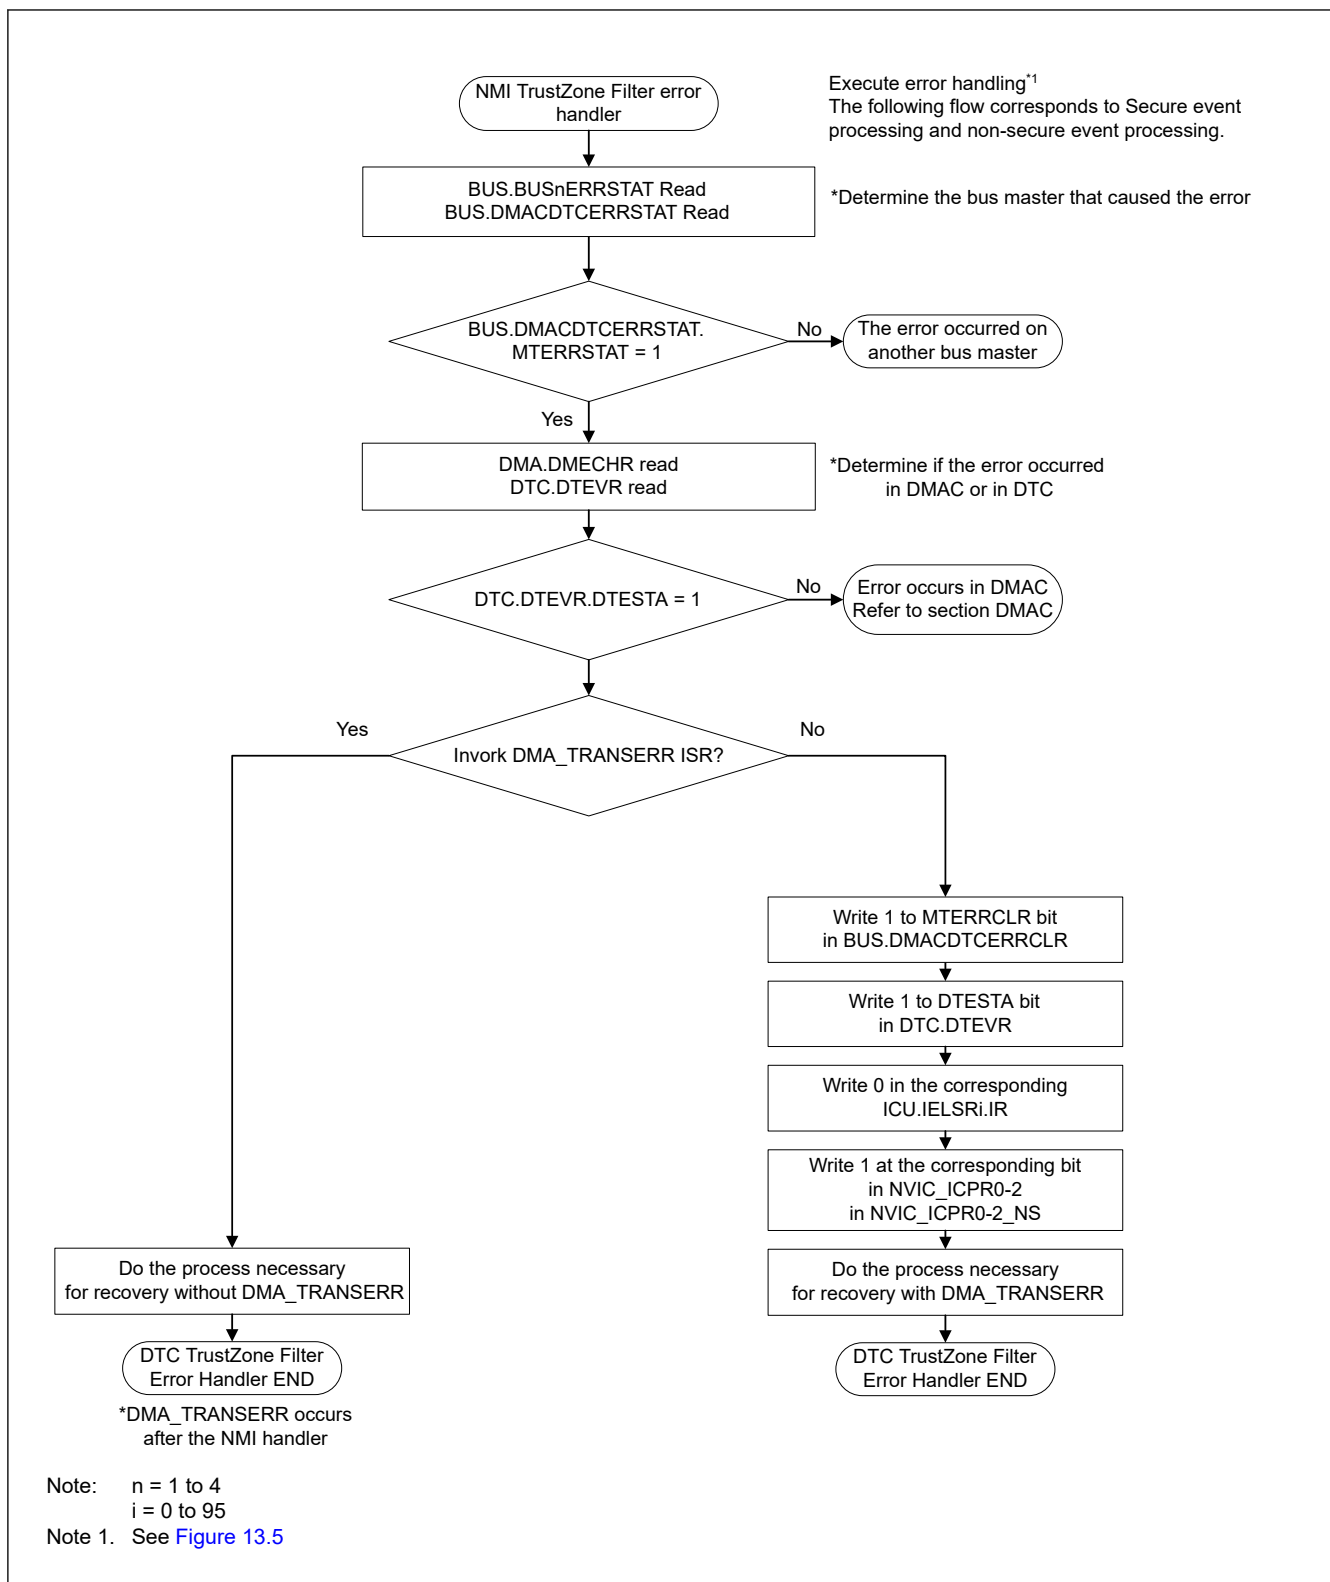 NMI TrustZone Filter error
handler
Execute error handling*1
The following flow corresponds to Secure event
processing and non-secure event processing.
BUS.BUSnERRSTAT Read
BUS.DMACDTCERRSTAT Read
*Determine the bus master that caused the error
BUS.DMACDTCERRSTAT.
MTERRSTAT = 1
No
The error occurred on
another bus master
Yes
DMA.DMECHR read
DTC.DTEVR read
*Determine if the error occurred
in DMAC or in DTC
DTC.DTEVR.DTESTA = 1
No
Error occurs in DMAC
Refer to section DMAC
Yes
Invork DMA_TRANSERR ISR?
No
Write 1 to MTERRCLR bit
in BUS.DMACDTCERRCLR
Write 1 to DTESTA bit
in DTC.DTEVR
Write 0 in the corresponding
ICU.IELSRi.IR
Write 1 at the corresponding bit
in NVIC_ICPR0-2
in NVIC_ICPR0-2_NS
Do the process necessary
for recovery without DMA_TRANSERR
Do the process necessary
for recovery with DMA_TRANSERR
DTC TrustZone Filter
Error Handler END
DTC TrustZone Filter
Error Handler END
*DMA_TRANSERR occurs
after the NMI handler
Note: n = 1 to 4
i = 0 to 95
Note 1. See Figure 13.5